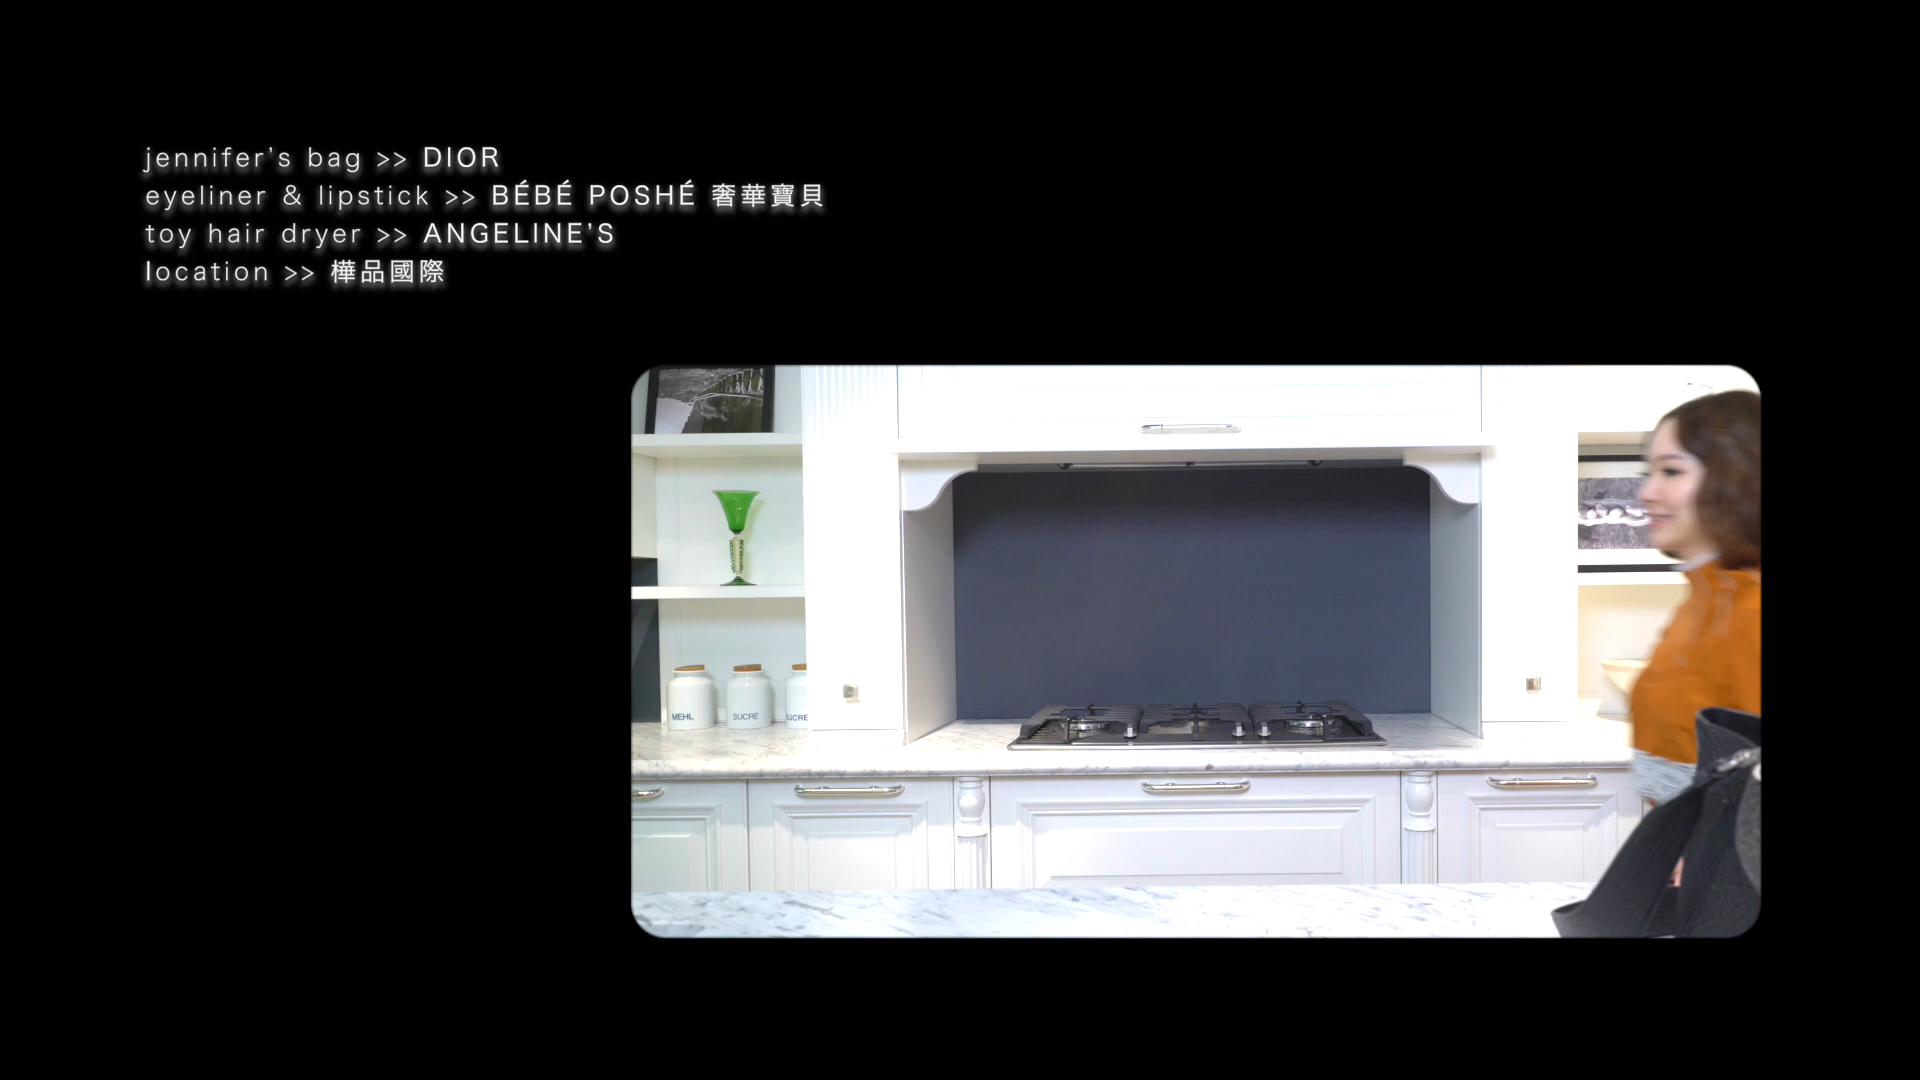 jennifer’s bag >> DIOR
eyeliner & lipstick >> BÉBÉ POSHÉ 奢華寶貝
toy hair dryer >> ANGELINE’S
location >> 樺品國際
MEHL
SUCRE
SUCRE